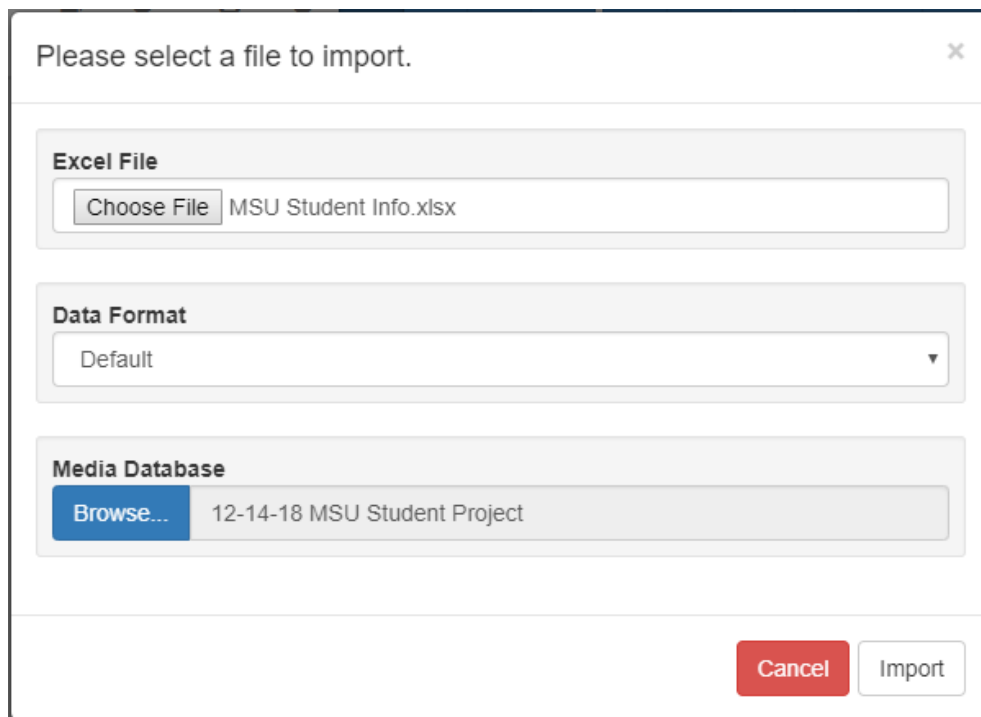 Please select a file to import.
×
Excel File
Choose File MSU Student Info.xlsx
Data Format
Default
Media Database
Browse... 12-14-18 MSU Student Project
Cancel Import